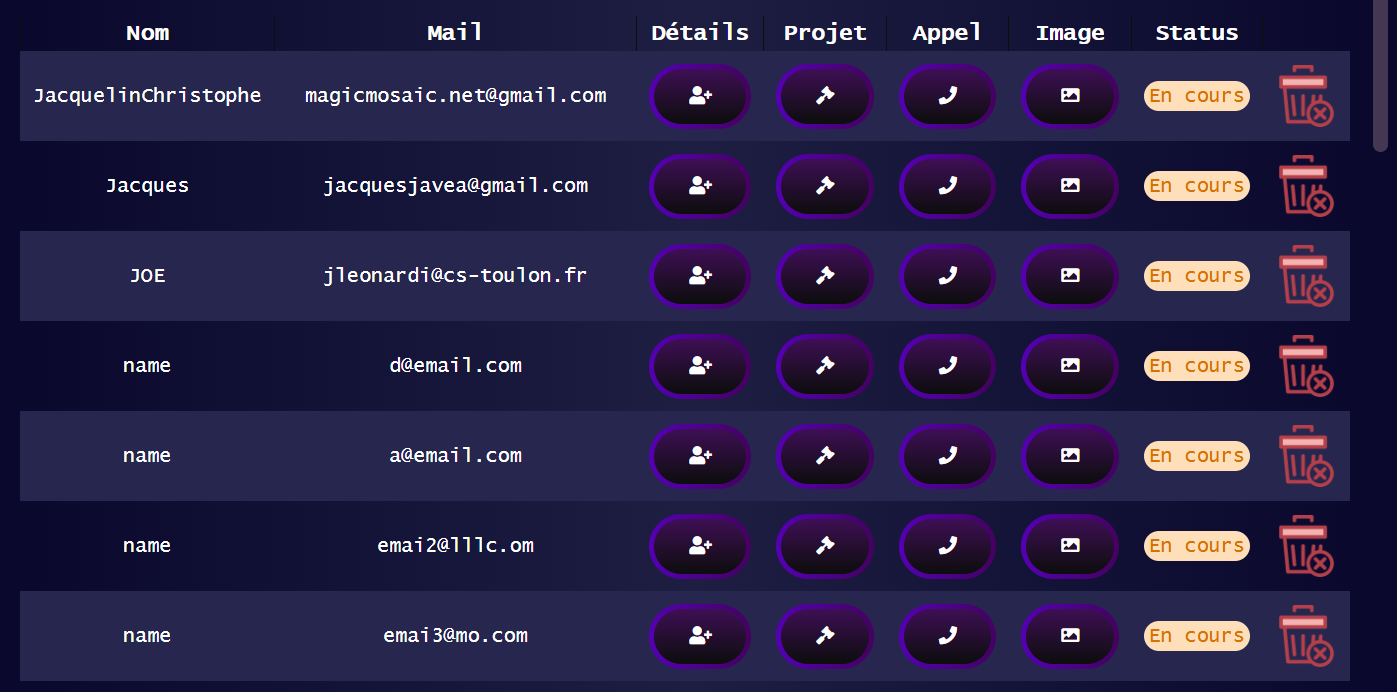 Nom Mail Détails Projet Appel Image Status
JacquelinChristophe magicmosaic.net@gmail.com En cours
Jacques jacquesjavea@gmail.com En cours
JOE jleonardi@cs-toulon.fr En cours
name d@email.com En cours
name a@email.com En cours
name emai2@lllc.om En cours
name emai3@mo.com En cours